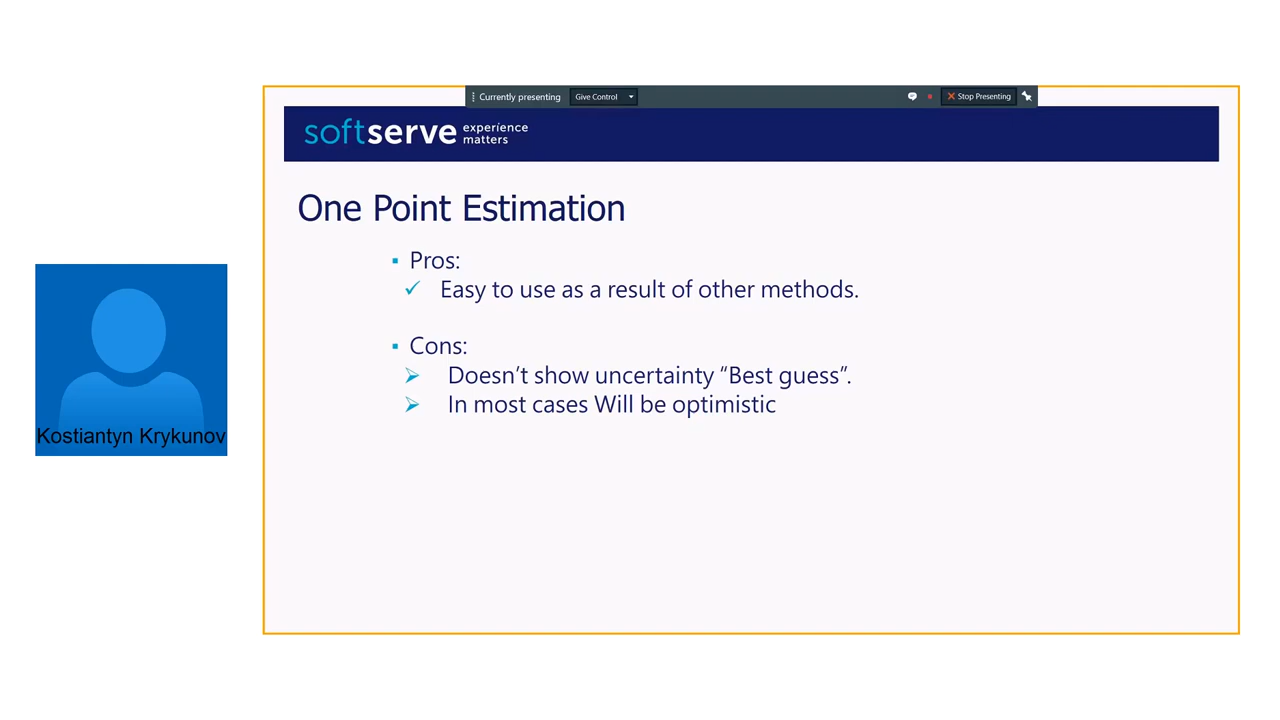 Currently presenting Give Control Stop Presenting
softserve experience matters
One Point Estimation
Pros:
Easy to use as a result of other methods.
Cons:
Doesn't show uncertainty “Best guess”.
In most cases Will be optimistic
Kostiantyn Krykunov